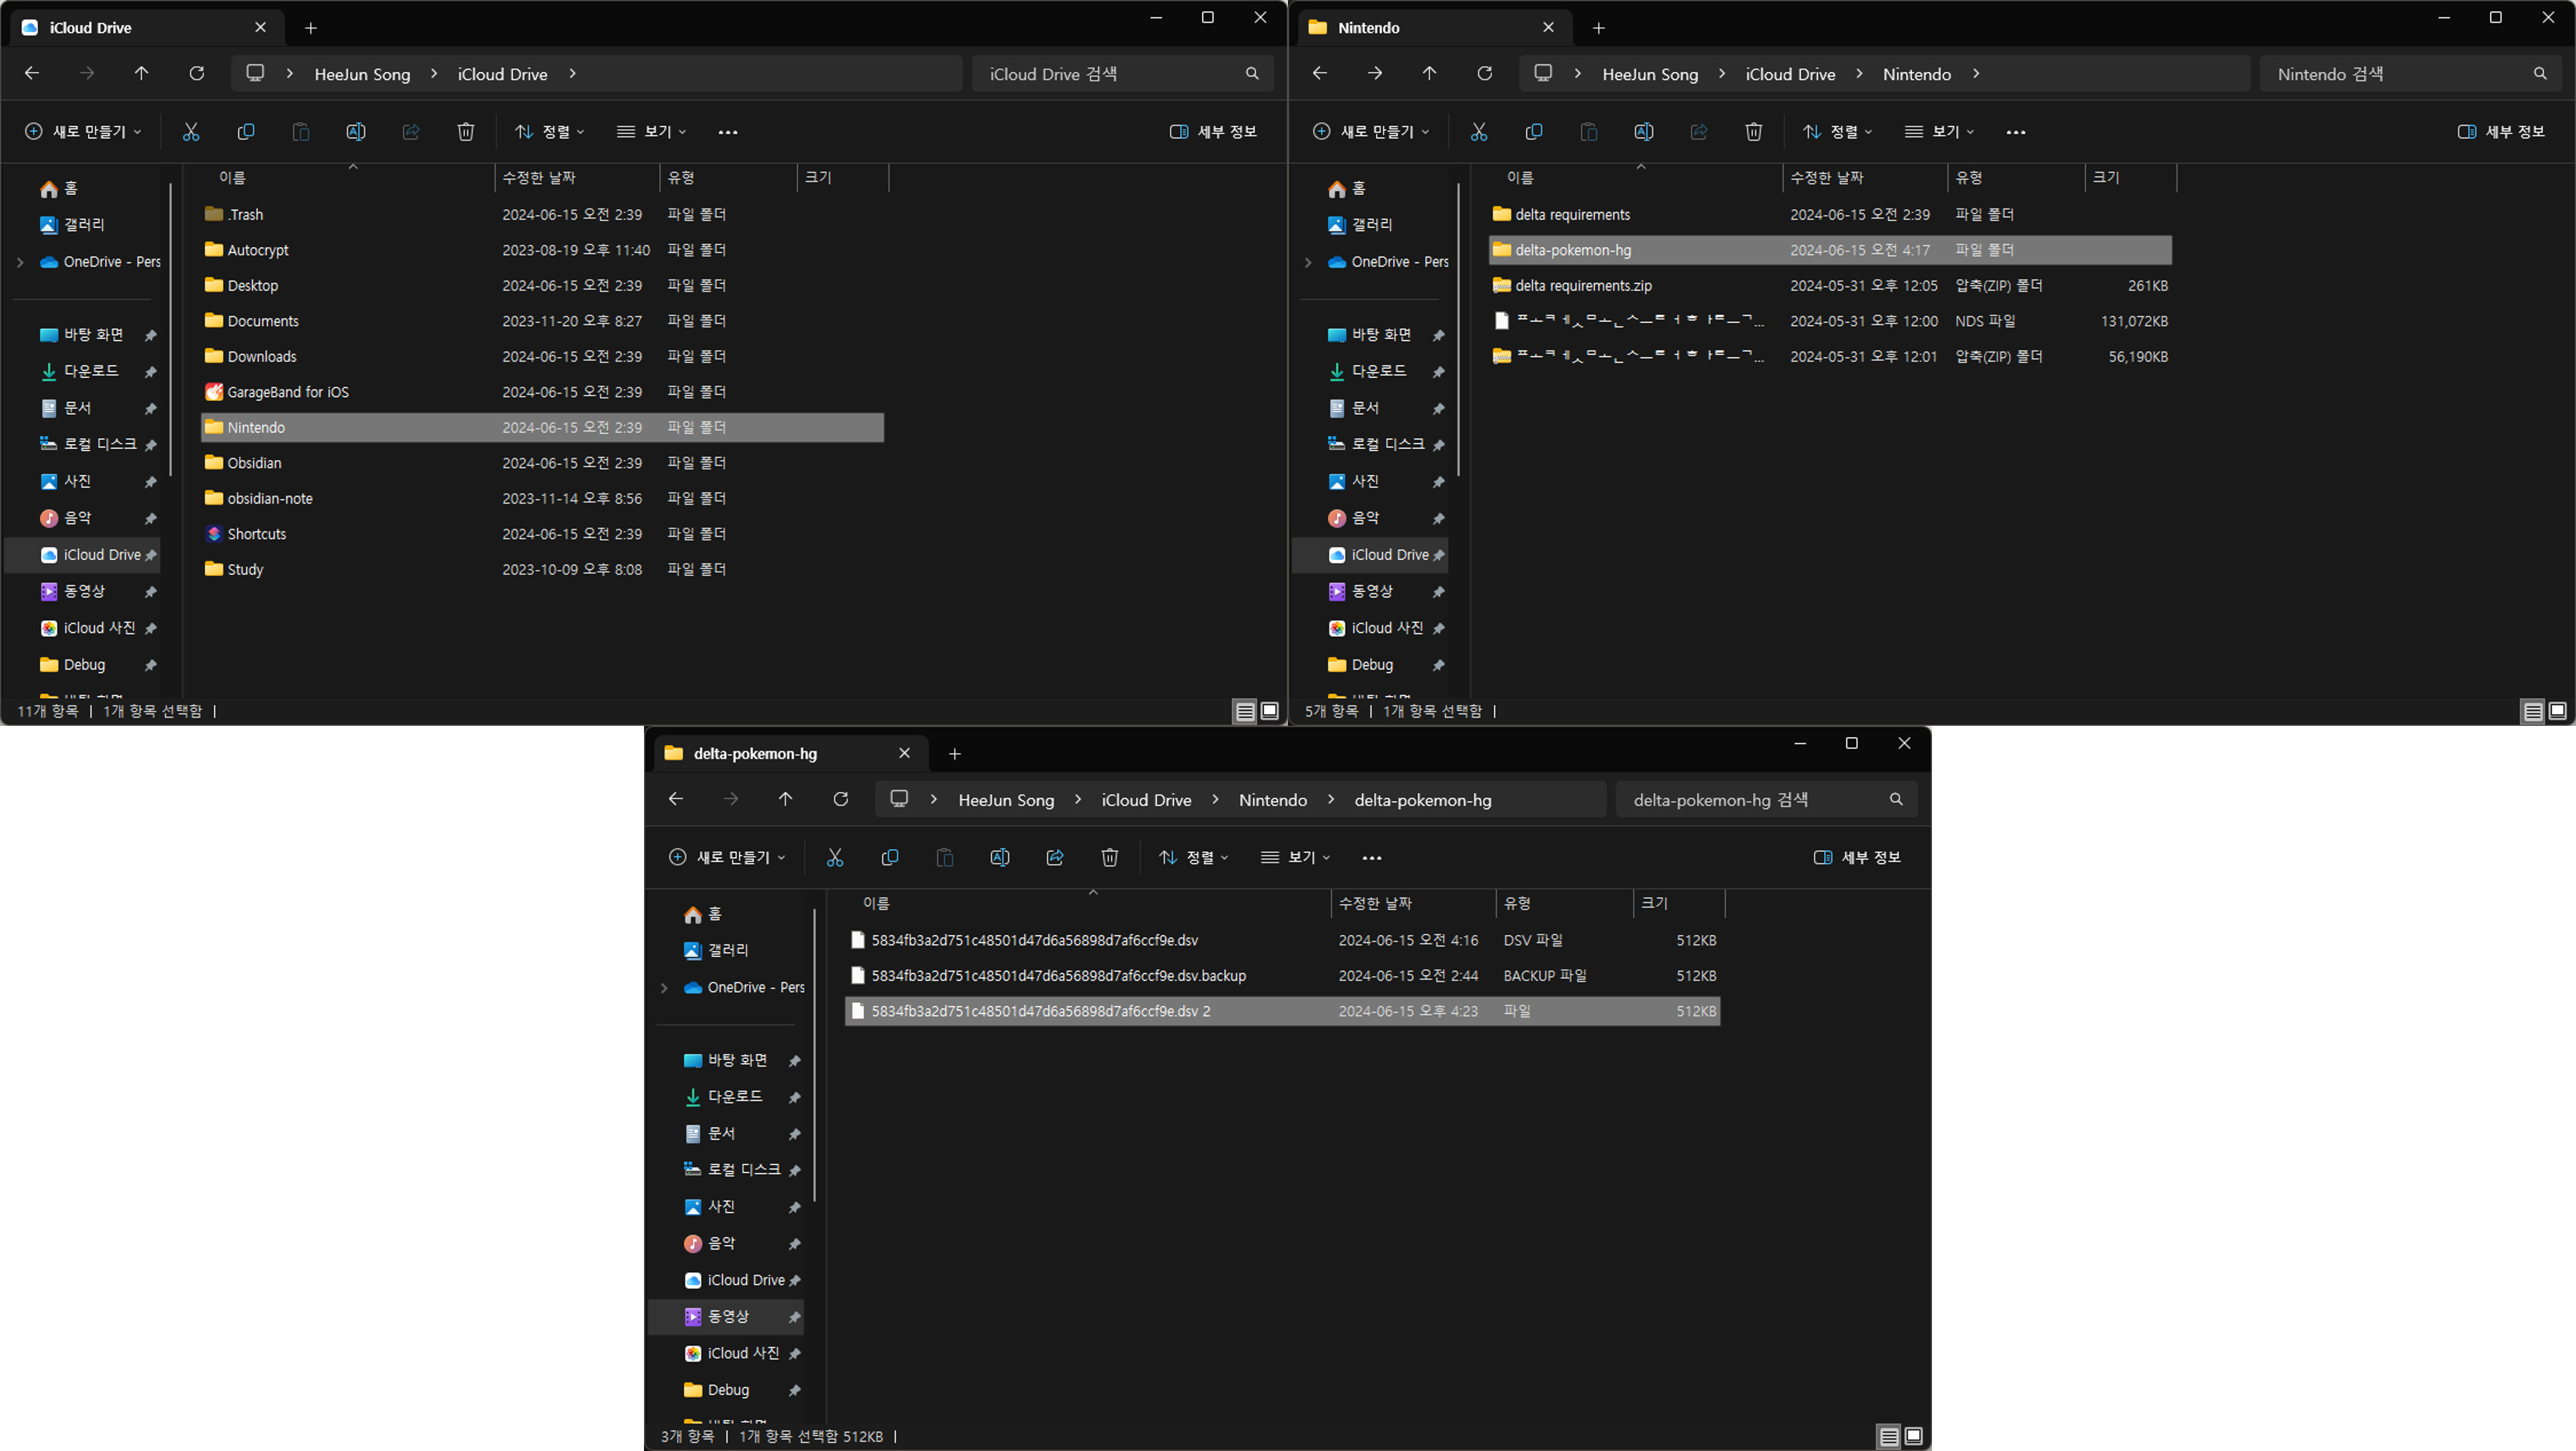 iCloud Drive
HeeJun Song iCloud Drive
iCloud Drive 검색
새로 만들기 정렬 보기 세부 정보
이름 수정한 날짜 유형 크기
홈
갤러리
OneDrive - Pers
바탕 화면
다운로드
문서
로컬 디스크
사진
음악
iCloud Drive
동영상
iCloud 사진
Debug
바탕 화면
.Trash 2024-06-15 오전 2:39 파일 폴더
Autocrypt 2023-08-19 오후 11:40 파일 폴더
Desktop 2024-06-15 오전 2:39 파일 폴더
Documents 2023-11-20 오후 8:27 파일 폴더
Downloads 2024-06-15 오전 2:39 파일 폴더
GarageBand for iOS 2024-06-15 오전 2:39 파일 폴더
Nintendo 2024-06-15 오전 2:39 파일 폴더
Obsidian 2024-06-15 오전 2:39 파일 폴더
obsidian-note 2023-11-14 오후 8:56 파일 폴더
Shortcuts 2024-06-15 오전 2:39 파일 폴더
Study 2023-10-09 오후 8:08 파일 폴더
11개 항목 | 1개 항목 선택함 |
Nintendo
HeeJun Song iCloud Drive Nintendo
Nintendo 검색
새로 만들기 정렬 보기 세부 정보
이름 수정한 날짜 유형 크기
홈
갤러리
OneDrive - Pers
바탕 화면
다운로드
문서
로컬 디스크
사진
음악
iCloud Drive
동영상
iCloud 사진
Debug
바탕 화면
delta requirements 2024-06-15 오전 2:39 파일 폴더
delta-pokemon-hg 2024-06-15 오전 4:17 파일 폴더
delta requirements.zip 2024-05-31 오후 12:05 압축(ZIP) 폴더 261KB
2024-05-31 오후 12:00 NDS 파일 131,072KB
2024-05-31 오후 12:01 압축(ZIP) 폴더 56,190KB
5개 항목 | 1개 항목 선택함 |
delta-pokemon-hg
HeeJun Song iCloud Drive Nintendo delta-pokemon-hg
delta-pokemon-hg 검색
새로 만들기 정렬 보기 세부 정보
이름 수정한 날짜 유형 크기
홈
갤러리
OneDrive - Pers
바탕 화면
다운로드
문서
로컬 디스크
사진
음악
iCloud Drive
동영상
iCloud 사진
Debug
바탕 화면
5834fb3a2d751c48501d47d6a56898d7af6ccf9e.dsv 2024-06-15 오전 4:16 DSV 파일 512KB
5834fb3a2d751c48501d47d6a56898d7af6ccf9e.dsv.backup 2024-06-15 오전 2:44 BACKUP 파일 512KB
5834fb3a2d751c48501d47d6a56898d7af6ccf9e.dsv 2 2024-06-15 오후 4:23 파일 512KB
3개 항목 | 1개 항목 선택함 512KB |